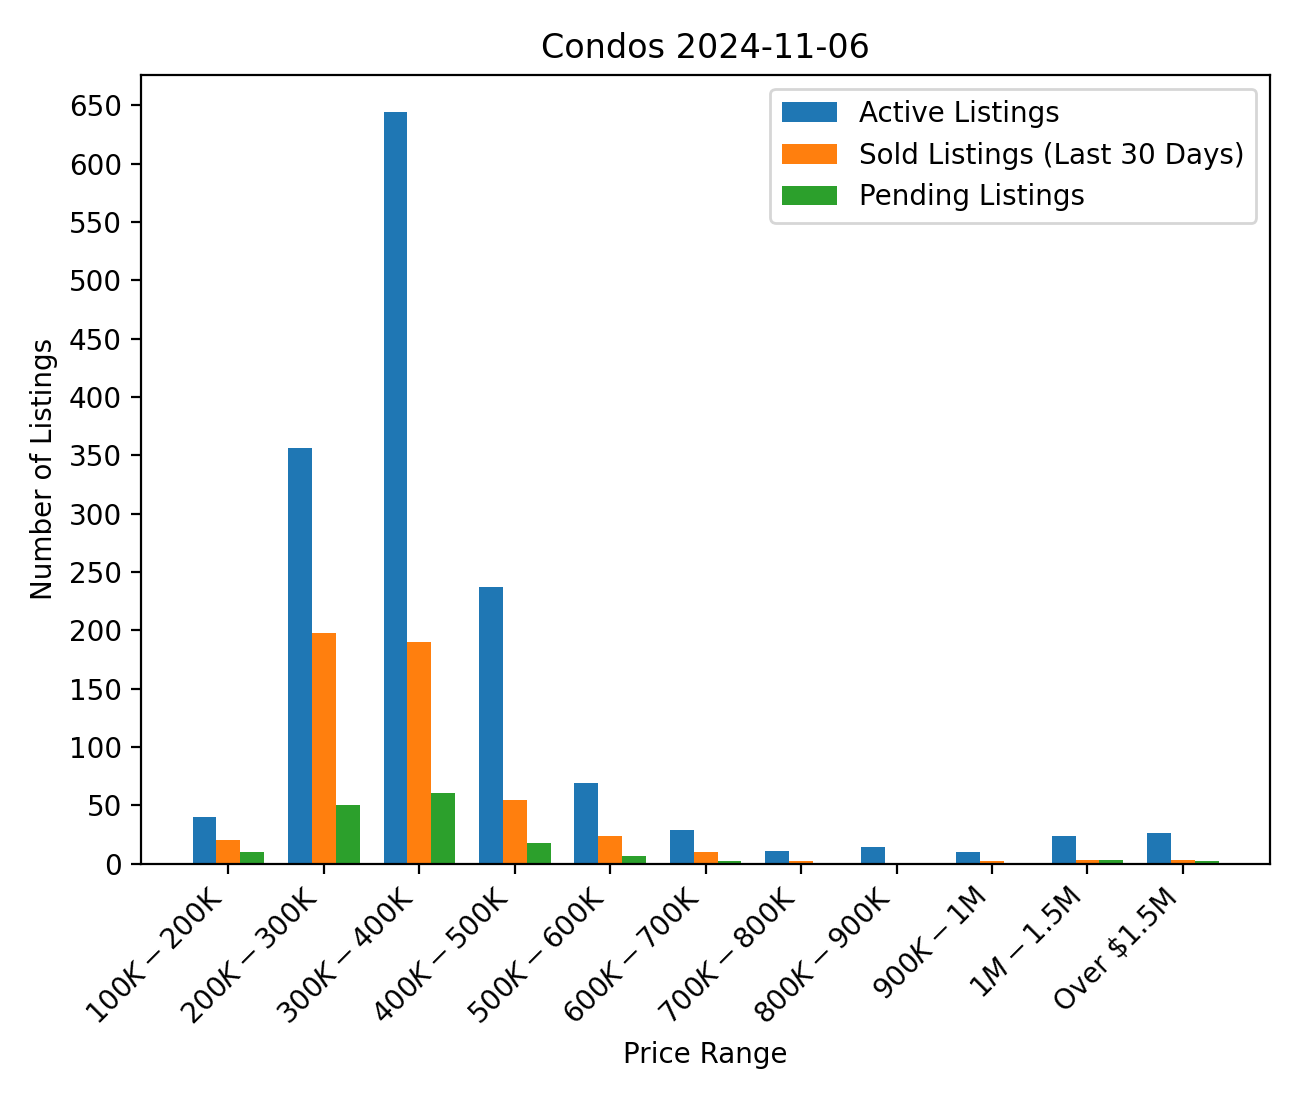 Condos 2024-11-06
Active Listings
Sold Listings (Last 30 Days)
Pending Listings
Number of Listings
650
600
550
500
450
400
350
300
250
200
150
100
50
0
100K − 200K
200K − 300K
300K − 400K
400K − 500K
500K − 600K
600K − 700K
700K − 800K
800K − 900K
900K − 1M
1M − 1.5M
Over $1.5M
Price Range